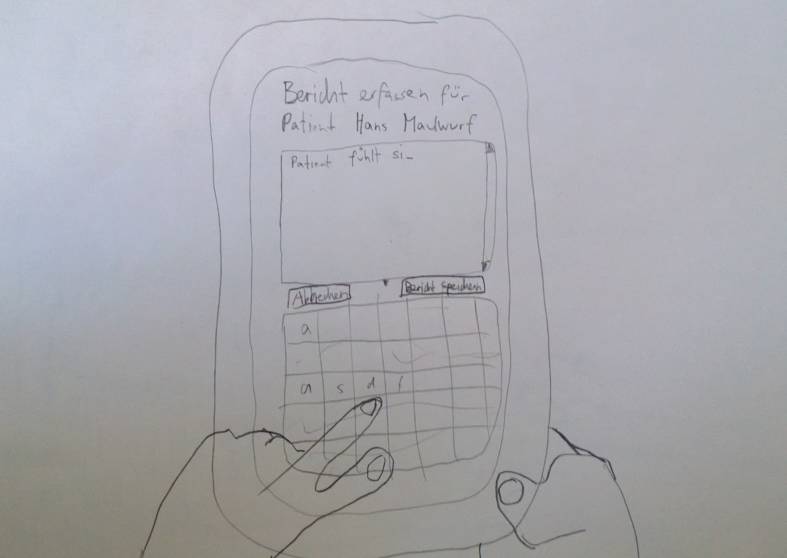 Bericht erfassen für
Patient Hans Maulwurf
Patient fühlt si_
Abbrechen
Bericht speichern
a
a s d f